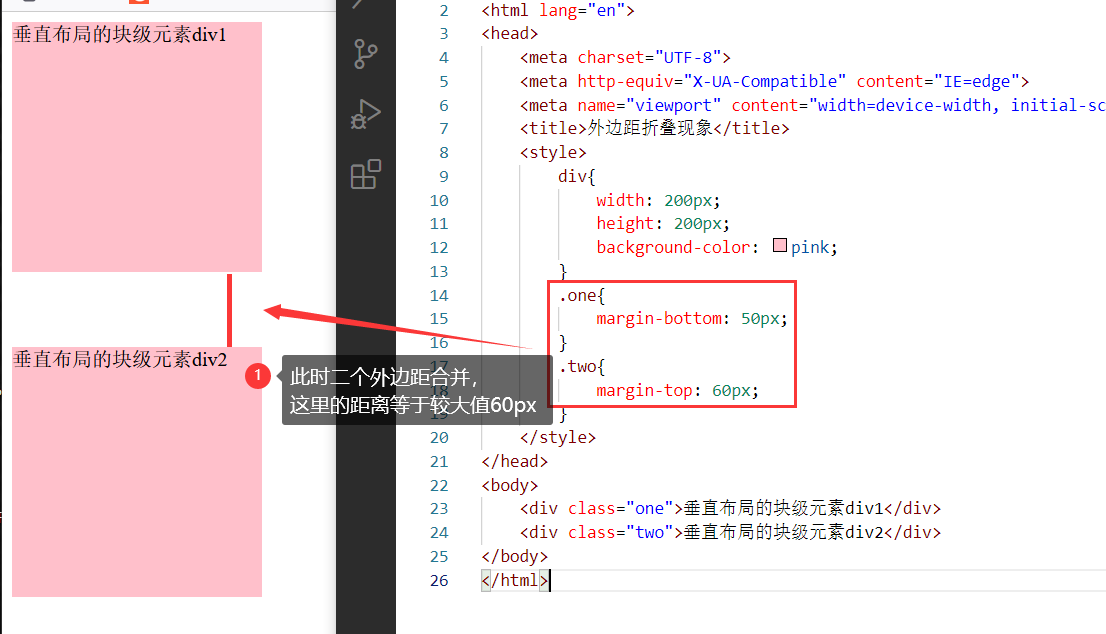 垂直布局的块级元素div1
垂直布局的块级元素div2
1
此时二个外边距合并，
这里的距离等于较大值60px
2 <html lang="en">
3 <head>
4 <meta charset="UTF-8">
5 <meta http-equiv="X-UA-Compatible" content="IE=edge">
6 <meta name="viewport" content="width=device-width, initial-sc
7 <title>外边距折叠现象</title>
8 <style>
9 div{
10 width: 200px;
11 height: 200px;
12 background-color: pink;
13 }
14 .one{
15 margin-bottom: 50px;
16 }
17 .two{
18 margin-top: 60px;
19 }
20 </style>
21 </head>
22 <body>
23 <div class="one">垂直布局的块级元素div1</div>
24 <div class="two">垂直布局的块级元素div2</div>
25 </body>
26 </html>